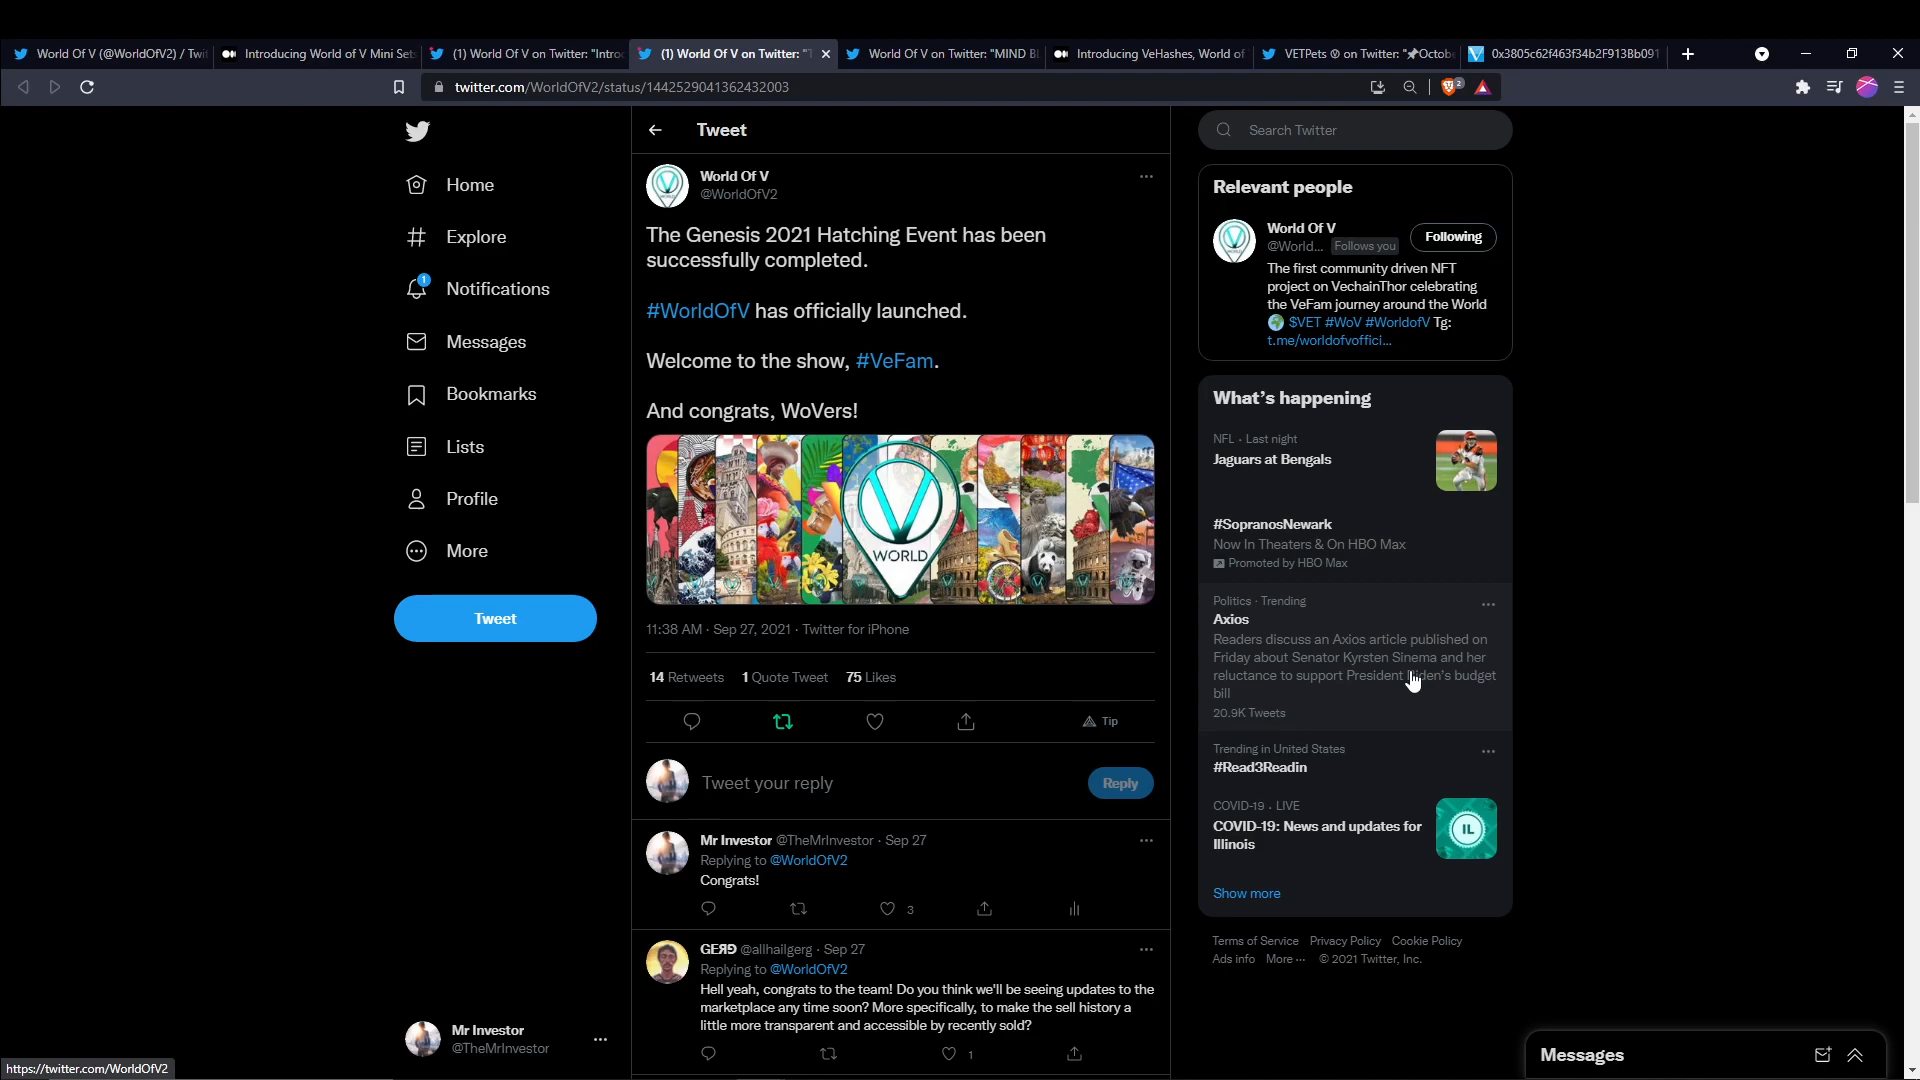 World Of V (@WorldOfV2) / Twi
Introducing World of V Mini Sets
(1) World Of V on Twitter: "Introd
(1) World Of V on Twitter: "T
World Of V on Twitter: "MIND Bl
Introducing VeHashes, World of
VETPets on Twitter: "📌Octobe
0x3805c62f463f34b2F913Bb091
twitter.com/WorldOfV2/status/1442529041362432003
2
Home
Explore
1
Notifications
Messages
Bookmarks
Lists
Profile
More
Tweet
Mr Investor
@TheMrInvestor
https://twitter.com/WorldOfV2
Tweet
World Of V
@WorldOfV2
The Genesis 2021 Hatching Event has been
successfully completed.
#WorldOfV has officially launched.
Welcome to the show, #VeFam.
And congrats, WoVers!
WORLD
11:38 AM · Sep 27, 2021 · Twitter for iPhone
14 Retweets 1 Quote Tweet 75 Likes
Tip
Tweet your reply
Reply
Mr Investor @TheMrInvestor · Sep 27
Replying to @WorldOfV2
Congrats!
3
GEᴙD @allhailgerg · Sep 27
Replying to @WorldOfV2
Hell yeah, congrats to the team! Do you think we'll be seeing updates to the
marketplace any time soon? More specifically, to make the sell history a
little more transparent and accessible by recently sold?
1
Search Twitter
Relevant people
World Of V
@World... Follows you
Following
The first community driven NFT
project on VechainThor celebrating
the VeFam journey around the World
🌍 $VET #WoV #WorldofV Tg:
t.me/worldofvoffici...
What's happening
NFL · Last night
Jaguars at Bengals
#SopranosNewark
Now In Theaters & On HBO Max
Promoted by HBO Max
Politics · Trending
Axios
Readers discuss an Axios article published on
Friday about Senator Kyrsten Sinema and her
reluctance to support President Biden's budget
bill
20.9K Tweets
Trending in United States
#Read3Readin
COVID-19 · LIVE
COVID-19: News and updates for
Illinois
IL
Show more
Terms of Service Privacy Policy Cookie Policy
Ads info More ··· © 2021 Twitter, Inc.
Messages